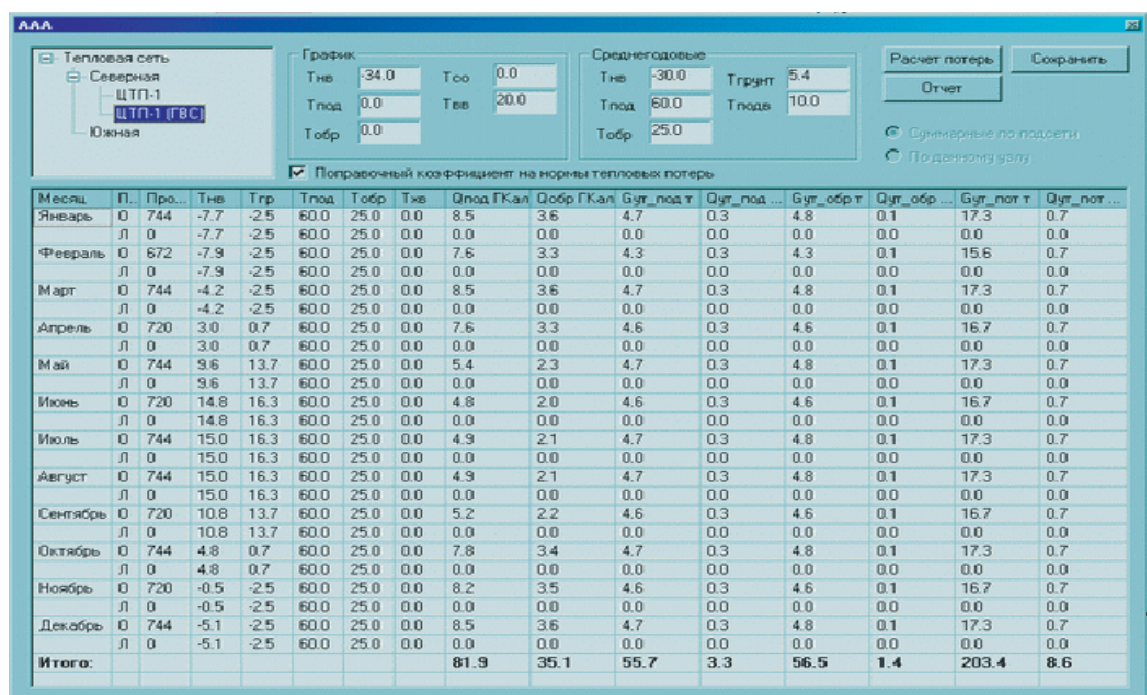 А.А.А.
Тепловая сеть
Северная
ЦТП-1
ЦТП-1 (ГВС)
Южная
График
Тнв -34.0 Тсо 0.0
Тпод 0.0 Твв 20.0
Тобр 0.0
Среднегодовые
Тнв -30.0 Тгрунт 5.4
Тпод 60.0 Тподв 10.0
Тобр 25.0
Расчет потерь Сохранить
Отчет
Суммарные по подсети
По данному узлу
Поправочный коэффициент на нормы тепловых потерь
Месяц П... Про... Тнв Тгр Тпод Тобр Тхв Qпод ГКал Qобр ГКал Gут_под т Qут_под ... Gут_обр т Qут_обр ... Gут_пот т Qут_пот ...
Январь О 744 -7.7 -2.5 60.0 25.0 0.0 8.5 3.6 4.7 0.3 4.8 0.1 17.3 0.7
Л 0 -7.7 -2.5 60.0 25.0 0.0 0.0 0.0 0.0 0.0 0.0 0.0 0.0 0.0
Февраль О 672 -7.9 -2.5 60.0 25.0 0.0 7.6 3.3 4.3 0.3 4.3 0.1 15.6 0.7
Л 0 -7.9 -2.5 60.0 25.0 0.0 0.0 0.0 0.0 0.0 0.0 0.0 0.0 0.0
Март О 744 -4.2 -2.5 60.0 25.0 0.0 8.5 3.6 4.7 0.3 4.8 0.1 17.3 0.7
Л 0 -4.2 -2.5 60.0 25.0 0.0 0.0 0.0 0.0 0.0 0.0 0.0 0.0 0.0
Апрель О 720 3.0 0.7 60.0 25.0 0.0 7.6 3.3 4.6 0.3 4.6 0.1 16.7 0.7
Л 0 3.0 0.7 60.0 25.0 0.0 0.0 0.0 0.0 0.0 0.0 0.0 0.0 0.0
Май О 744 9.6 13.7 60.0 25.0 0.0 5.4 2.3 4.7 0.3 4.8 0.1 17.3 0.7
Л 0 9.6 13.7 60.0 25.0 0.0 0.0 0.0 0.0 0.0 0.0 0.0 0.0 0.0
Июнь О 720 14.8 16.3 60.0 25.0 0.0 4.8 2.0 4.6 0.3 4.6 0.1 16.7 0.7
Л 0 14.8 16.3 60.0 25.0 0.0 0.0 0.0 0.0 0.0 0.0 0.0 0.0 0.0
Июль О 744 15.0 16.3 60.0 25.0 0.0 4.9 2.1 4.7 0.3 4.8 0.1 17.3 0.7
Л 0 15.0 16.3 60.0 25.0 0.0 0.0 0.0 0.0 0.0 0.0 0.0 0.0 0.0
Август О 744 15.0 16.3 60.0 25.0 0.0 4.9 2.1 4.7 0.3 4.8 0.1 17.3 0.7
Л 0 15.0 16.3 60.0 25.0 0.0 0.0 0.0 0.0 0.0 0.0 0.0 0.0 0.0
Сентябрь О 720 10.8 13.7 60.0 25.0 0.0 5.2 2.2 4.6 0.3 4.6 0.1 16.7 0.7
Л 0 10.8 13.7 60.0 25.0 0.0 0.0 0.0 0.0 0.0 0.0 0.0 0.0 0.0
Октябрь О 744 4.8 0.7 60.0 25.0 0.0 7.8 3.4 4.7 0.3 4.8 0.1 17.3 0.7
Л 0 4.8 0.7 60.0 25.0 0.0 0.0 0.0 0.0 0.0 0.0 0.0 0.0 0.0
Ноябрь О 720 -0.5 -2.5 60.0 25.0 0.0 8.2 3.5 4.6 0.3 4.6 0.1 16.7 0.7
Л 0 -0.5 -2.5 60.0 25.0 0.0 0.0 0.0 0.0 0.0 0.0 0.0 0.0 0.0
Декабрь О 744 -5.1 -2.5 60.0 25.0 0.0 8.5 3.6 4.7 0.3 4.8 0.1 17.3 0.7
Л 0 -5.1 -2.5 60.0 25.0 0.0 0.0 0.0 0.0 0.0 0.0 0.0 0.0 0.0
Итого: 81.9 35.1 55.7 3.3 56.5 1.4 203.4 8.6